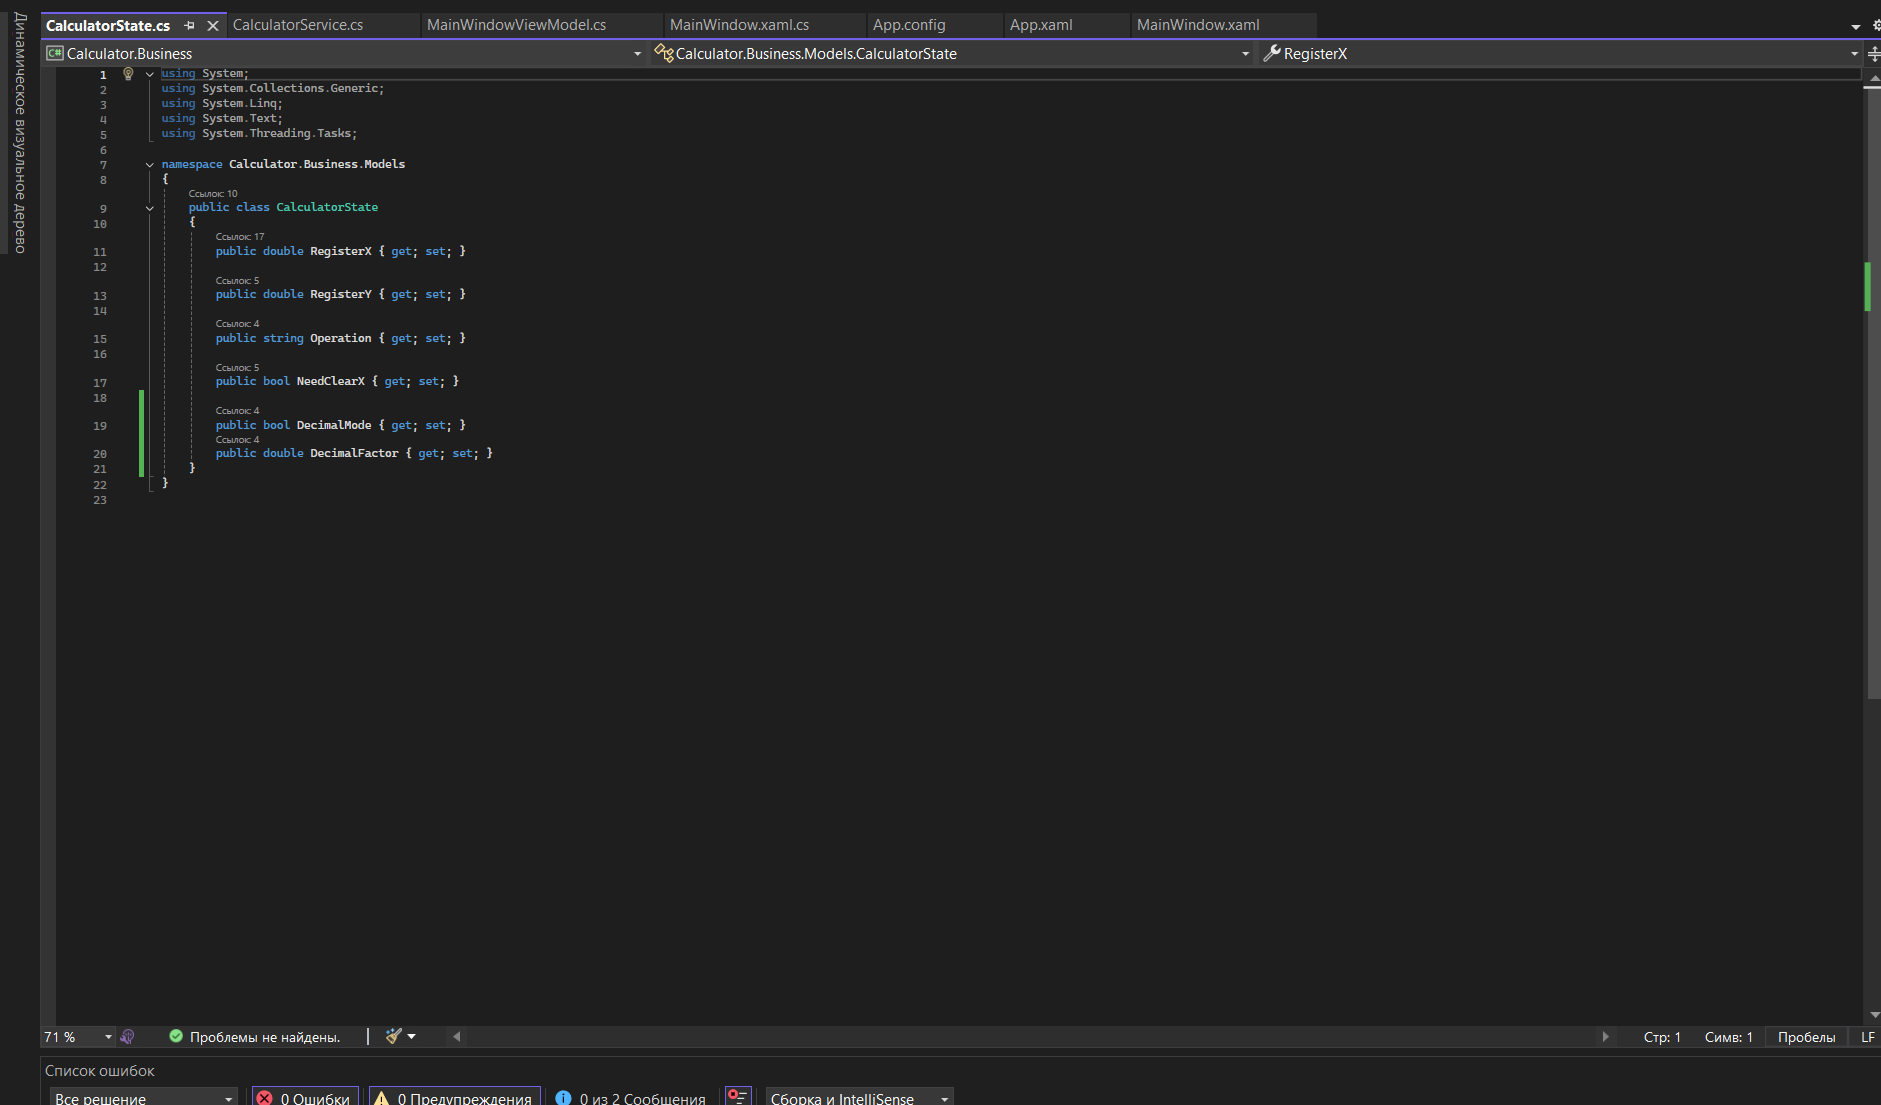 Динамическое визуальное дерево
CalculatorState.cs
CalculatorService.cs
MainWindowViewModel.cs
MainWindow.xaml.cs
App.config
App.xaml
MainWindow.xaml
C# Calculator.Business
Calculator.Business.Models.CalculatorState
RegisterX
1 using System;
2 using System.Collections.Generic;
3 using System.Linq;
4 using System.Text;
5 using System.Threading.Tasks;
6
7 namespace Calculator.Business.Models
8 {
Ссылок: 10
9 public class CalculatorState
10 {
Ссылок: 17
11 public double RegisterX { get; set; }
12
Ссылок: 5
13 public double RegisterY { get; set; }
14
Ссылок: 4
15 public string Operation { get; set; }
16
Ссылок: 5
17 public bool NeedClearX { get; set; }
18
Ссылок: 4
19 public bool DecimalMode { get; set; }
Ссылок: 4
20 public double DecimalFactor { get; set; }
21 }
22 }
23
71 %
Проблемы не найдены.
Стр: 1
Симв: 1
Пробелы
LF
Список ошибок
Все решение
0 Ошибки
0 Предупреждения
0 из 2 Сообщения
Сборка и IntelliSense